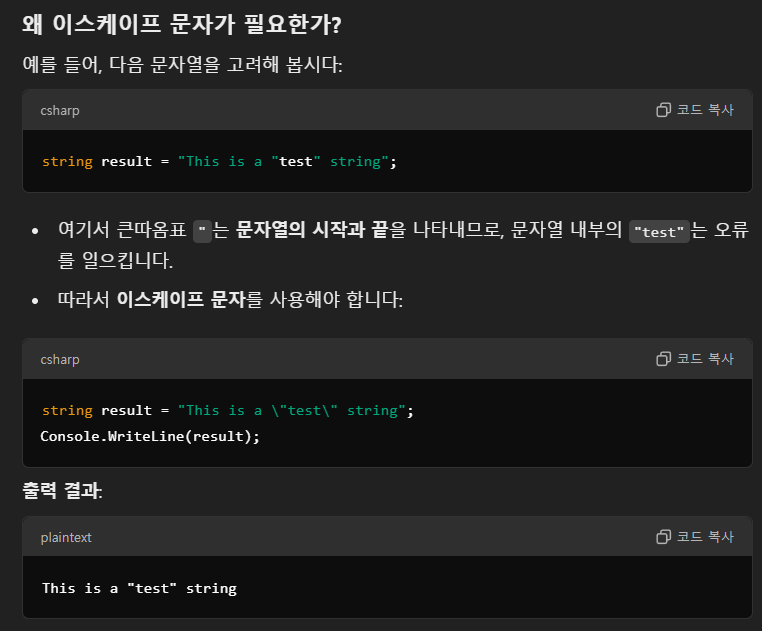 왜 이스케이프 문자가 필요한가?
예를 들어, 다음 문자열을 고려해 봅시다:
csharp 코드 복사
string result = "This is a "test" string";
• 여기서 큰따옴표 "는 문자열의 시작과 끝을 나타내므로, 문자열 내부의 "test"는 오류
를 일으킵니다.
• 따라서 이스케이프 문자를 사용해야 합니다:
csharp 코드 복사
string result = "This is a \"test\" string";
Console.WriteLine(result);
출력 결과:
plaintext 코드 복사
This is a "test" string